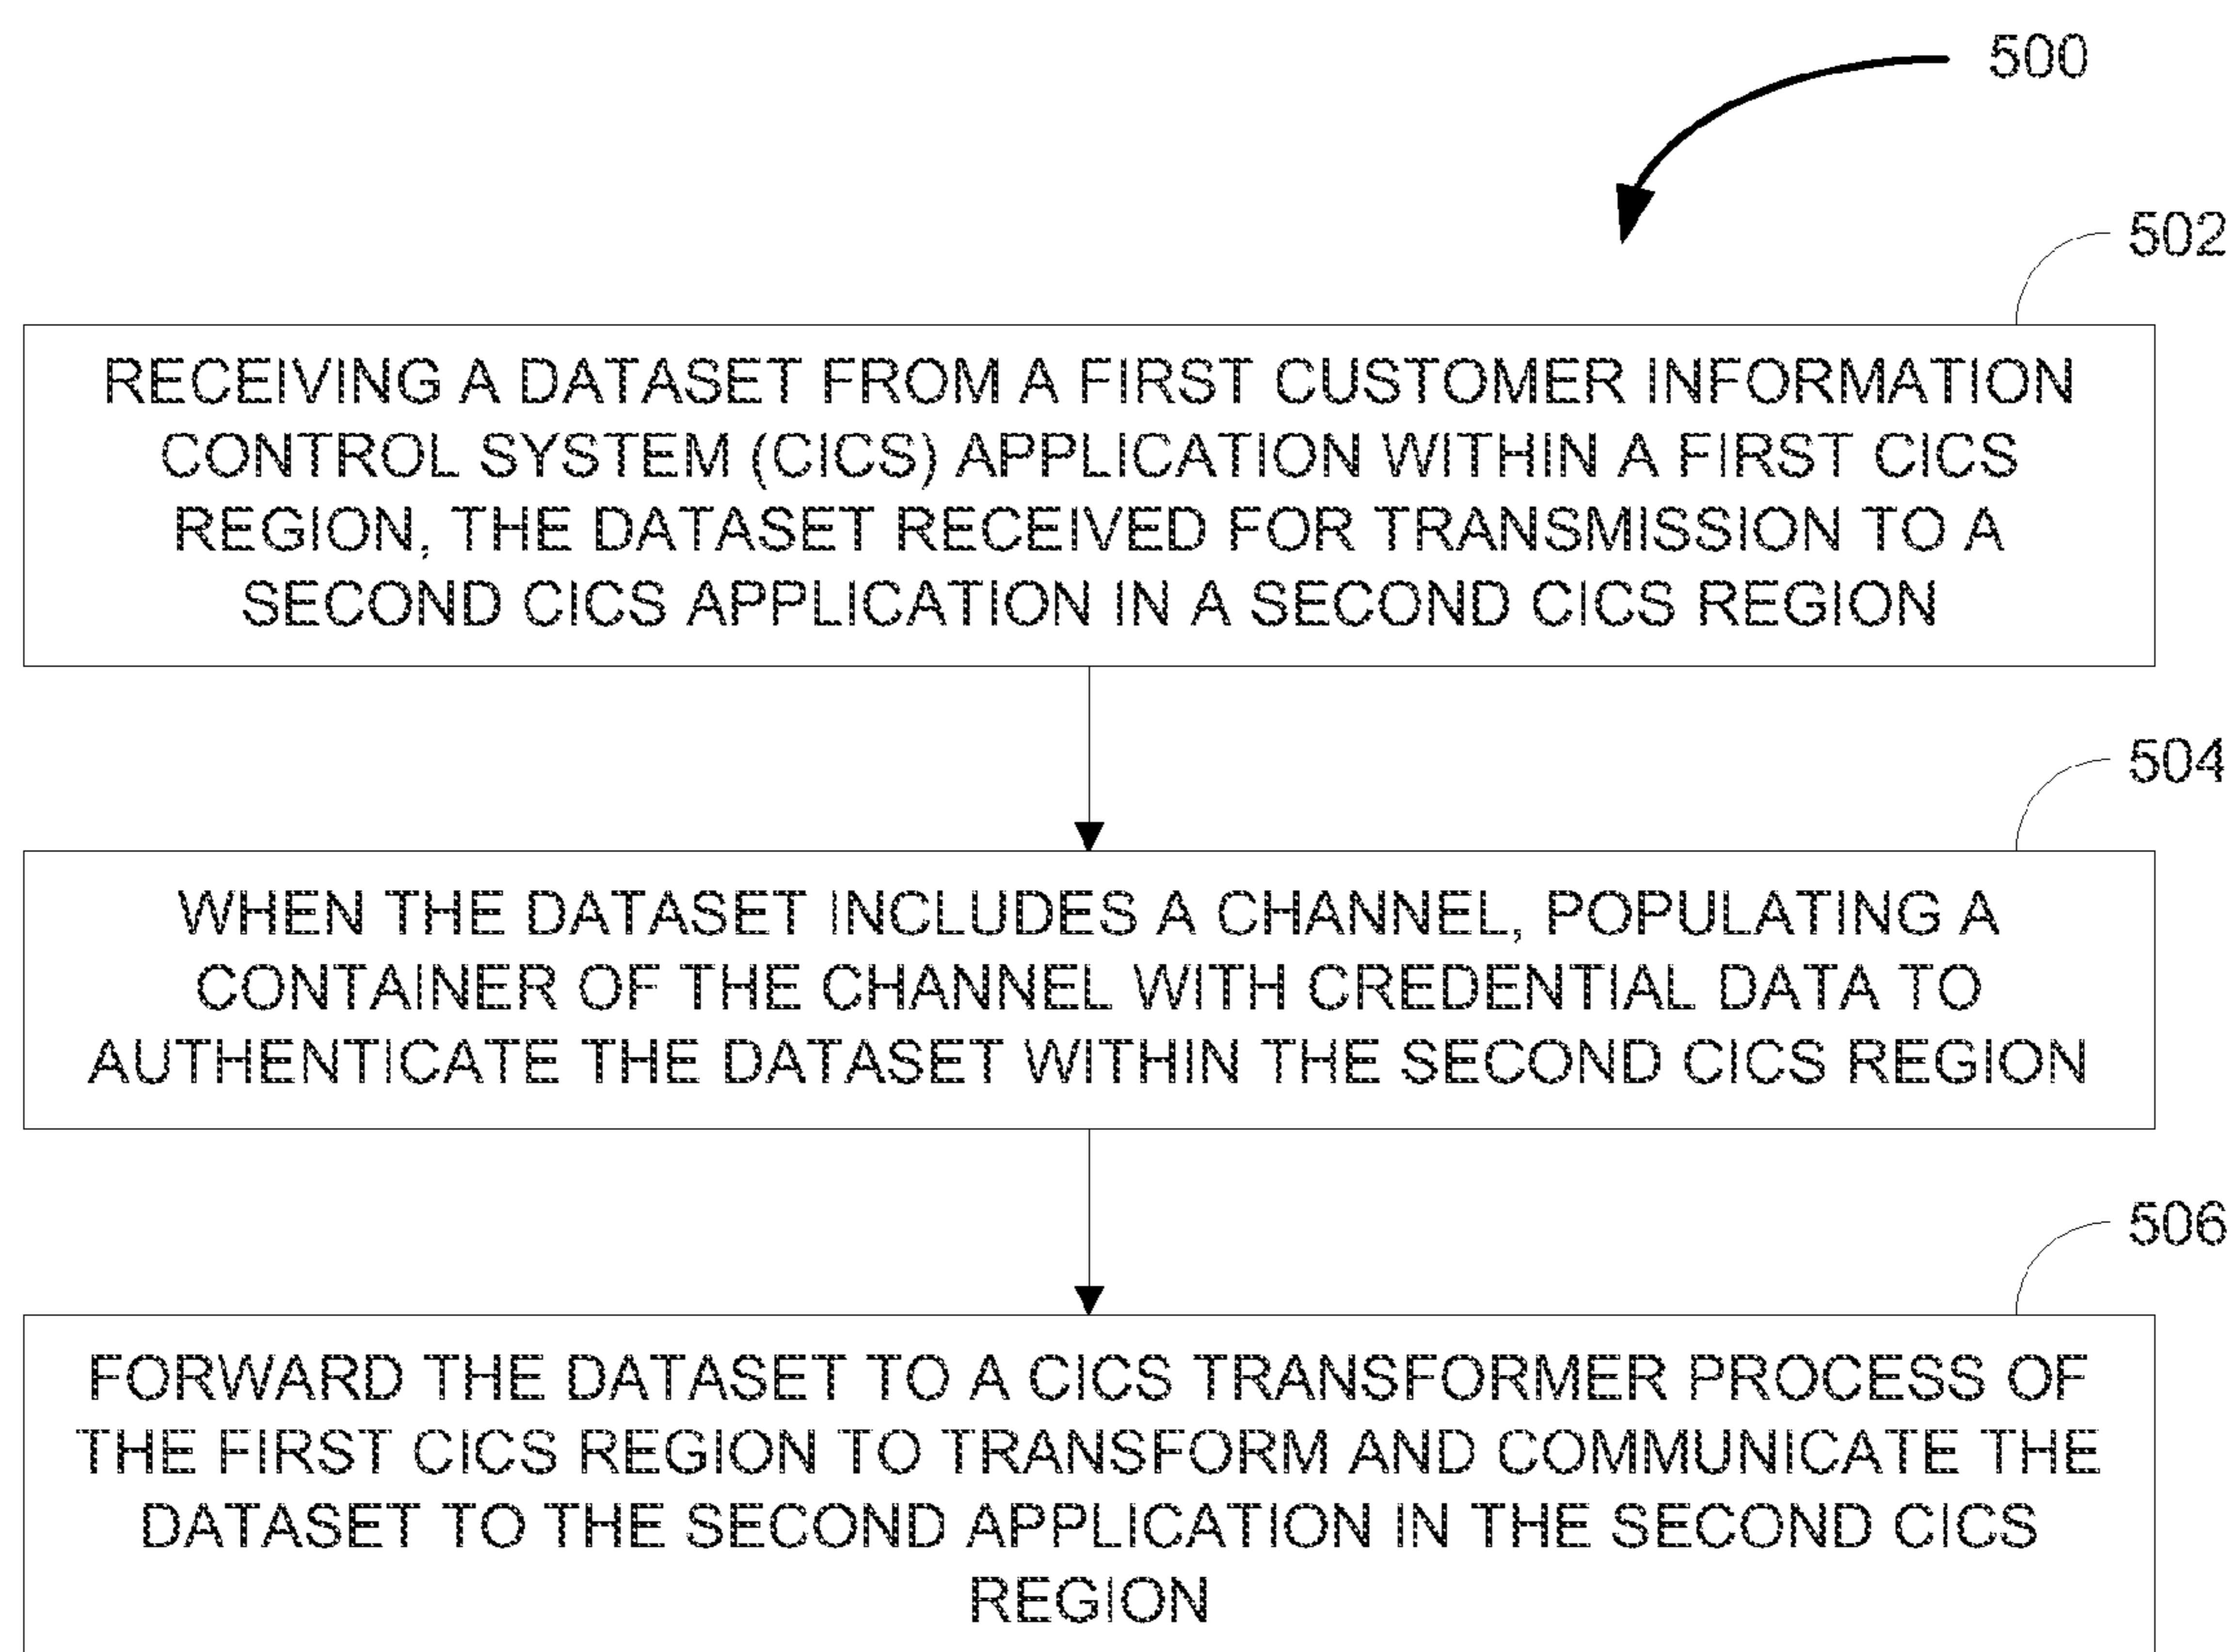 500
502
RECEIVING A DATASET FROM A FIRST CUSTOMER INFORMATION
CONTROL SYSTEM (CICS) APPLICATION WITHIN A FIRST CICS
REGION, THE DATASET RECEIVED FOR TRANSMISSION TO A
SECOND CICS APPLICATION IN A SECOND CICS REGION
504
WHEN THE DATASET INCLUDES A CHANNEL, POPULATING A
CONTAINER OF THE CHANNEL WITH CREDENTIAL DATA TO
AUTHENTICATE THE DATASET WITHIN THE SECOND CICS REGION
506
FORWARD THE DATASET TO A CICS TRANSFORMER PROCESS OF
THE FIRST CICS REGION TO TRANSFORM AND COMMUNICATE THE
DATASET TO THE SECOND APPLICATION IN THE SECOND CICS
REGION